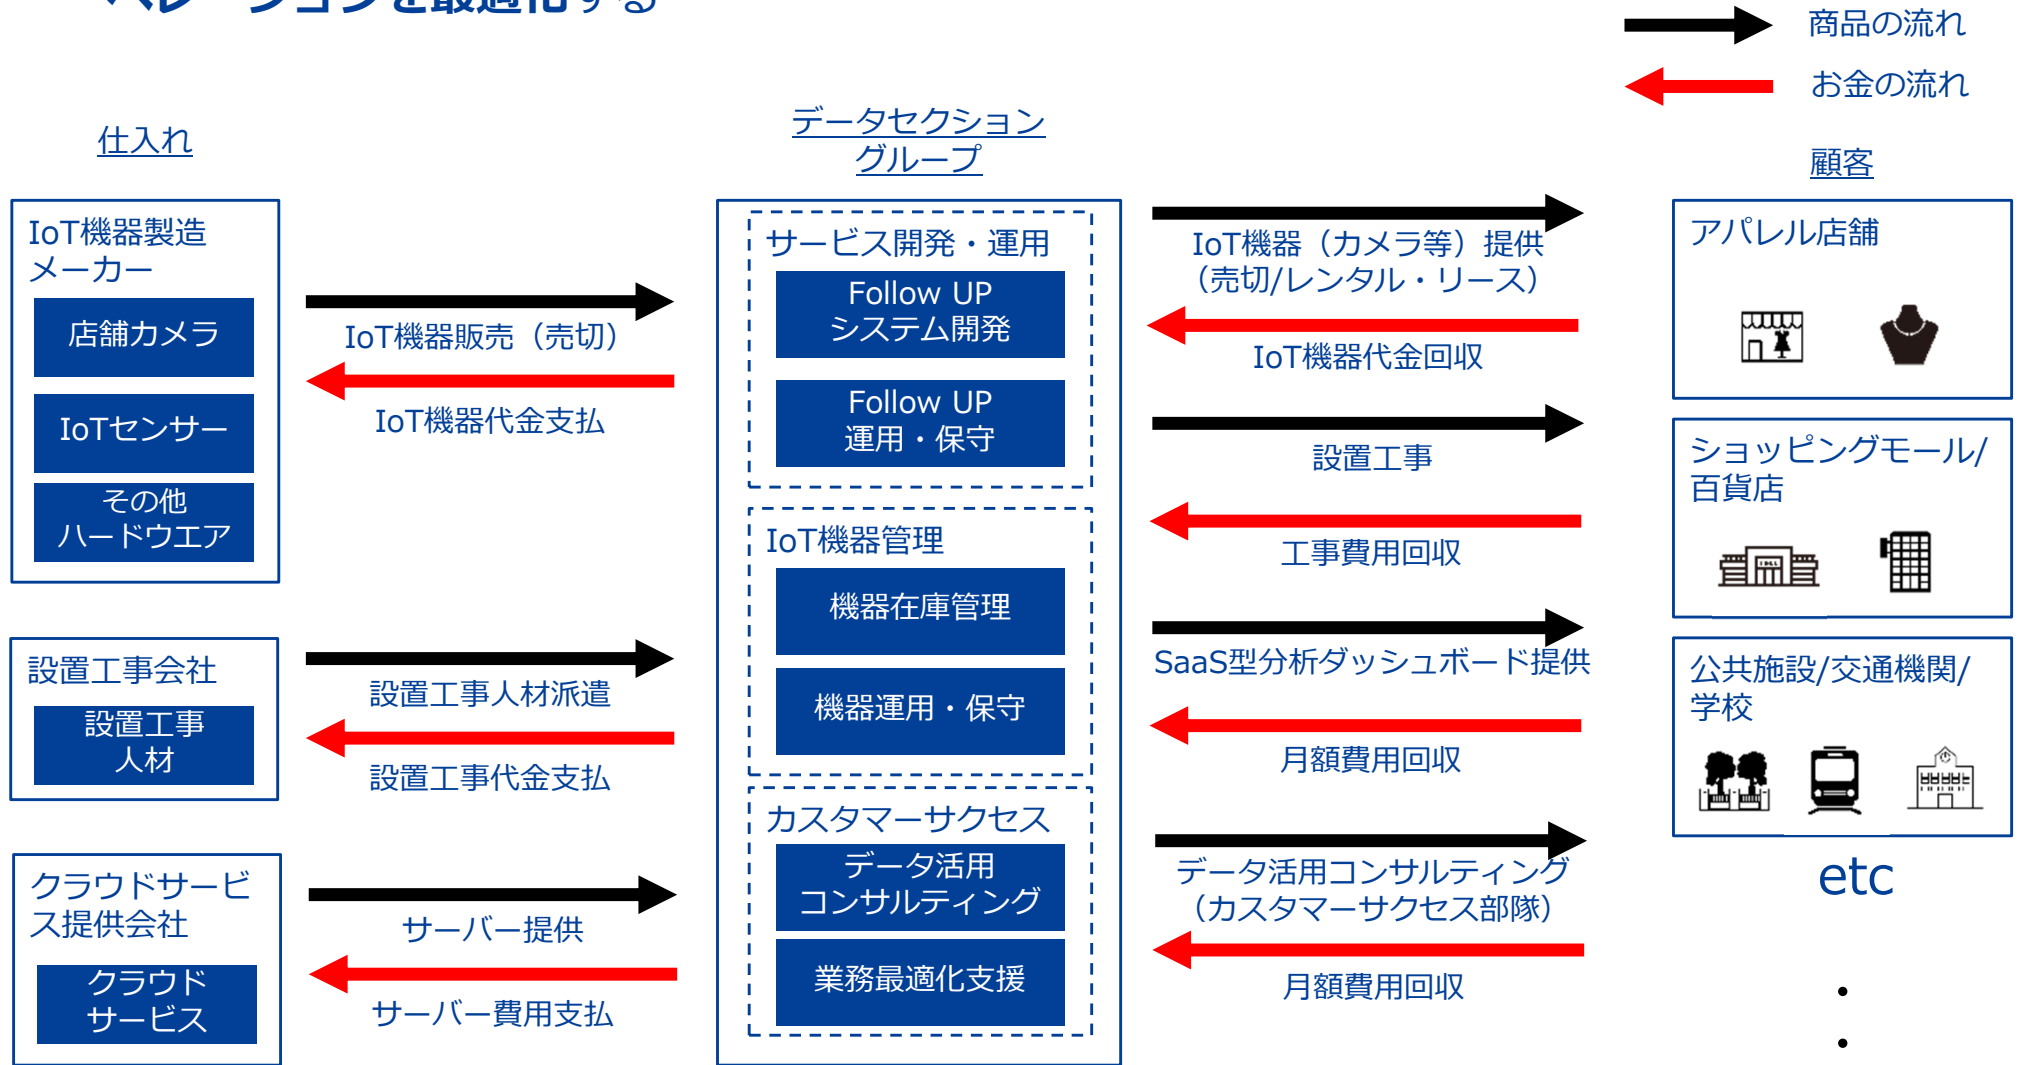 ペレーションを最適化する
商品の流れ
お金の流れ
仕入れ
データセクション
グループ
顧客
IoT機器製造
メーカー
店舗カメラ
IoTセンサー
その他
ハードウエア
IoT機器販売（売切）
IoT機器代金支払
設置工事会社
設置工事
人材
設置工事人材派遣
設置工事代金支払
クラウドサービ
ス提供会社
クラウド
サービス
サーバー提供
サーバー費用支払
サービス開発・運用
Follow UP
システム開発
Follow UP
運用・保守
IoT機器管理
機器在庫管理
機器運用・保守
カスタマーサクセス
データ活用
コンサルティング
業務最適化支援
IoT機器（カメラ等）提供
（売切/レンタル・リース）
IoT機器代金回収
設置工事
工事費用回収
SaaS型分析ダッシュボード提供
月額費用回収
データ活用コンサルティング
（カスタマーサクセス部隊）
月額費用回収
アパレル店舗
ショッピングモール/
百貨店
公共施設/交通機関/
学校
etc
・
・